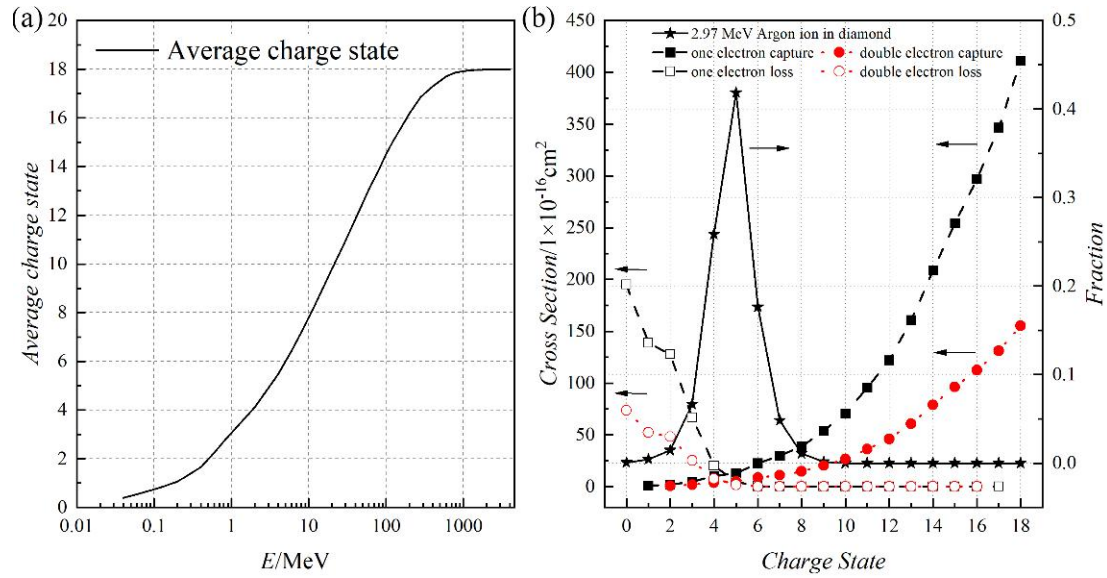 (a)
20
18
16
14
12
10
8
6
4
2
0
Average charge state
Average charge state
0.01 0.1 1 10 100 1000
E/MeV
(b)
450
400
350
300
250
200
150
100
50
0
Cross Section/1×10⁻¹⁶cm²
2.97 MeV Argon ion in diamond
one electron capture double electron capture
one electron loss double electron loss
0.5
0.4
0.3
0.2
0.1
0.0
Fraction
0 2 4 6 8 10 12 14 16 18
Charge State